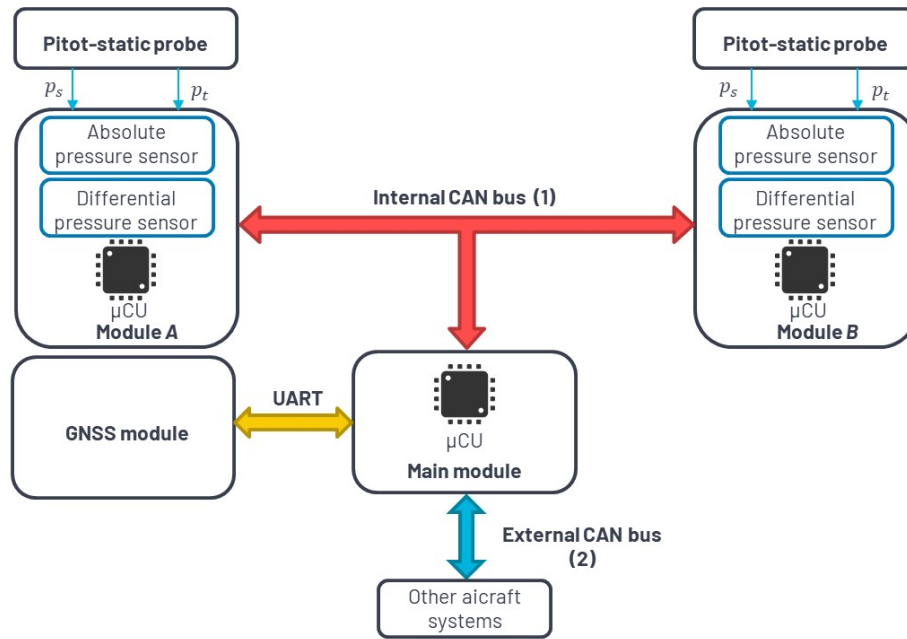 Pitot-static probe
p_s
p_t
Absolute
pressure sensor
Differential
pressure sensor
µCU
Module A
Internal CAN bus (1)
Pitot-static probe
p_s
p_t
Absolute
pressure sensor
Differential
pressure sensor
µCU
Module B
GNSS module
UART
µCU
Main module
External CAN bus
(2)
Other aicraft
systems